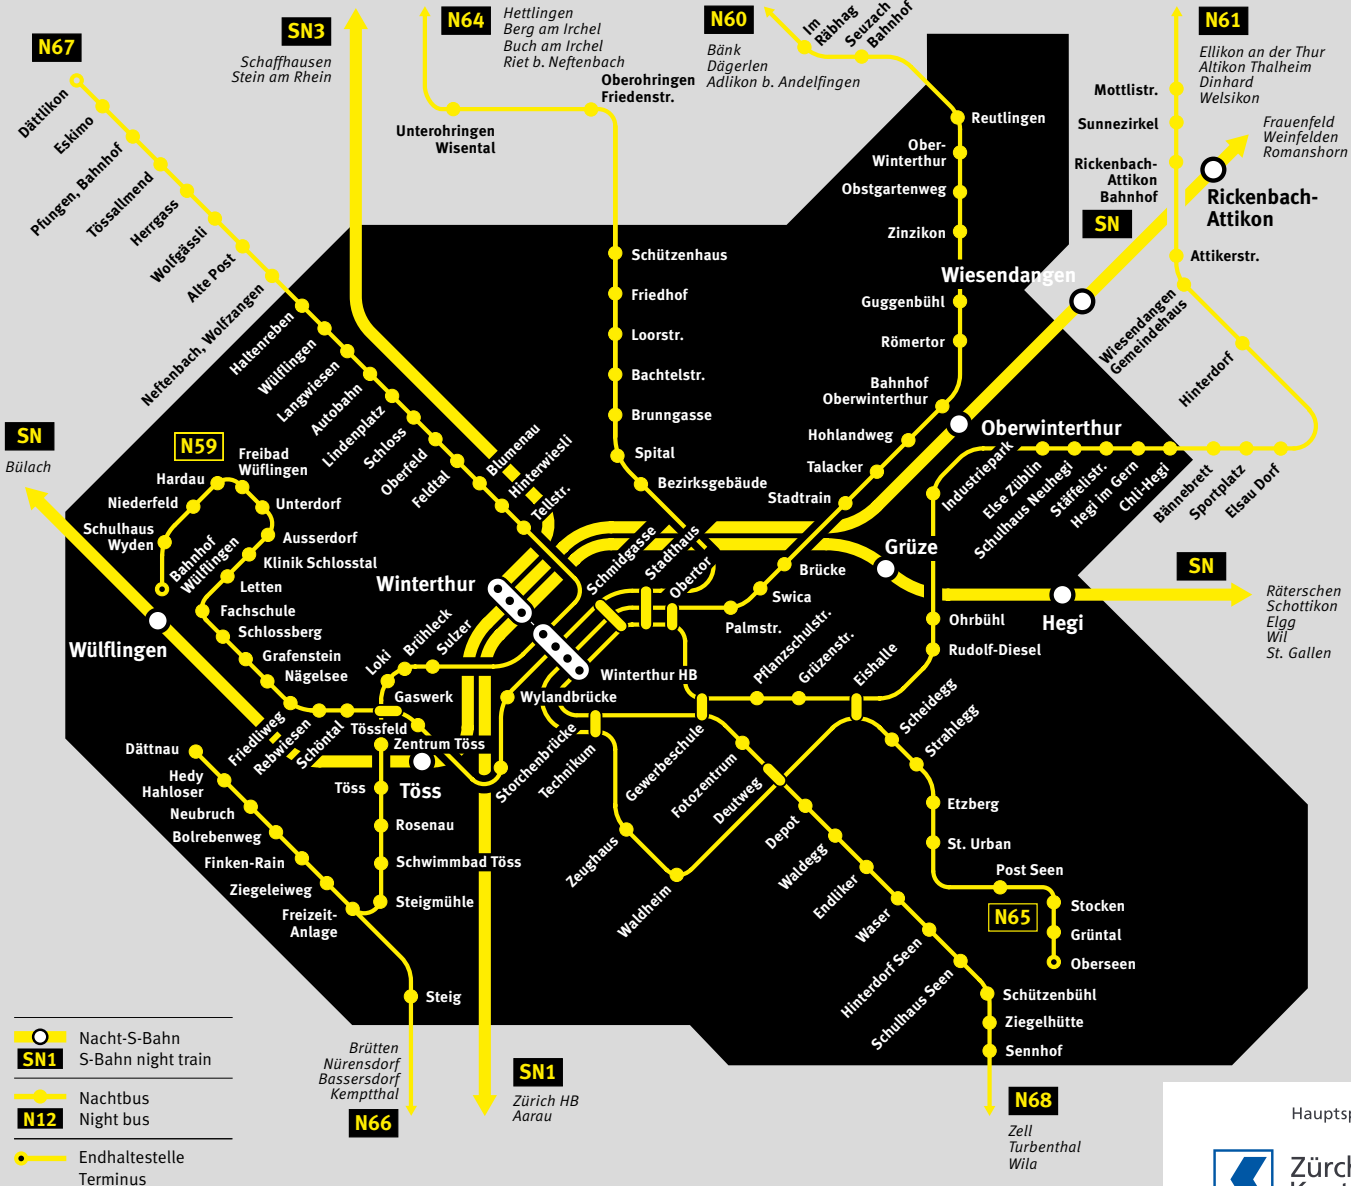 N67
SN3
Schaffhausen
Stein am Rhein
N64
Hettlingen
Berg am Irchel
Buch am Irchel
Riet b. Neftenbach
N60
Bänk
Dägerlen
Adlikon b. Andelfingen
Im
Räbhag
Seuzach
Bahnhof
N61
Ellikon an der Thur
Altikon Thalheim
Dinhard
Welsikon
Frauenfeld
Weinfelden
Romanshorn
Dättlikon
Eskimo
Pfungen, Bahnhof
Tössallmend
Herrgass
Wolfgässli
Alte Post
Neftenbach, Wolfzangen
Haltenreben
Wülflingen
Langwiesen
Autobahn
Lindenplatz
Schloss
Oberfeld
Feldtal
Blumenau
Hinterwiesli
Tellstr.
Unterohringen
Wisental
Oberohringen
Friedenstr.
Schützenhaus
Friedhof
Loorstr.
Bachtelstr.
Brunngasse
Spital
Bezirksgebäude
Reutlingen
Ober-
Winterthur
Obstgartenweg
Zinzikon
Guggenbühl
Römertor
Bahnhof
Oberwinterthur
Hohlandweg
Talacker
Stadtrain
Brücke
Swica
Palmstr.
Mottlistr.
Sunnezirkel
Rickenbach-
Attikon
Bahnhof
Rickenbach-
Attikon
SN
Wiesendangen
Attikerstr.
Wiesendangen
Gemeindehaus
Hinterdorf
Oberwinterthur
Industriepark
Else Züblin
Schulhaus Neuhegi
Stäffelistr.
Hegi im Gern
Chli-Hegi
Bännebrett
Sportplatz
Elsau Dorf
SN
Bülach
N59
Freibad
Wüflingen
Hardau
Niederfeld
Schulhaus
Wyden
Bahnhof
Wülflingen
Unterdorf
Ausserdorf
Klinik Schlosstal
Letten
Fachschule
Schlossberg
Grafenstein
Nägelsee
Friedliweg
Rebwiesen
Schöntal
Wülflingen
Winterthur
Schmidgasse
Stadthaus
Obertor
Grüze
SN
Räterschen
Schottikon
Elgg
Wil
St. Gallen
Hegi
Ohrbühl
Rudolf-Diesel
Loki
Brühleck
Sulzer
Gaswerk
Tössfeld
Zentrum Töss
Winterthur HB
Wylandbrücke
Storchenbrücke
Technikum
Gewerbeschule
Pflanzschulstr.
Grüzenstr.
Eishalle
Scheidegg
Strahlegg
Etzberg
St. Urban
Post Seen
N65
Stocken
Grüntal
Oberseen
Dättnau
Hedy
Hahloser
Neubruch
Bolrebenweg
Finken-Rain
Ziegeleiweg
Freizeit-
Anlage
Töss
Töss
Rosenau
Schwimmbad Töss
Steigmühle
Steig
Zeughaus
Waldheim
Fotozentrum
Deutweg
Depot
Waldegg
Endliker
Waser
Hinterdorf Seen
Schulhaus Seen
Schützenbühl
Ziegelhütte
Sennhof
Brütten
Nürensdorf
Bassersdorf
Kemptthal
N66
SN1
Zürich HB
Aarau
N68
Zell
Turbenthal
Wila
Nacht-S-Bahn
SN1 S-Bahn night train
Nachtbus
N12 Night bus
Endhaltestelle
Terminus